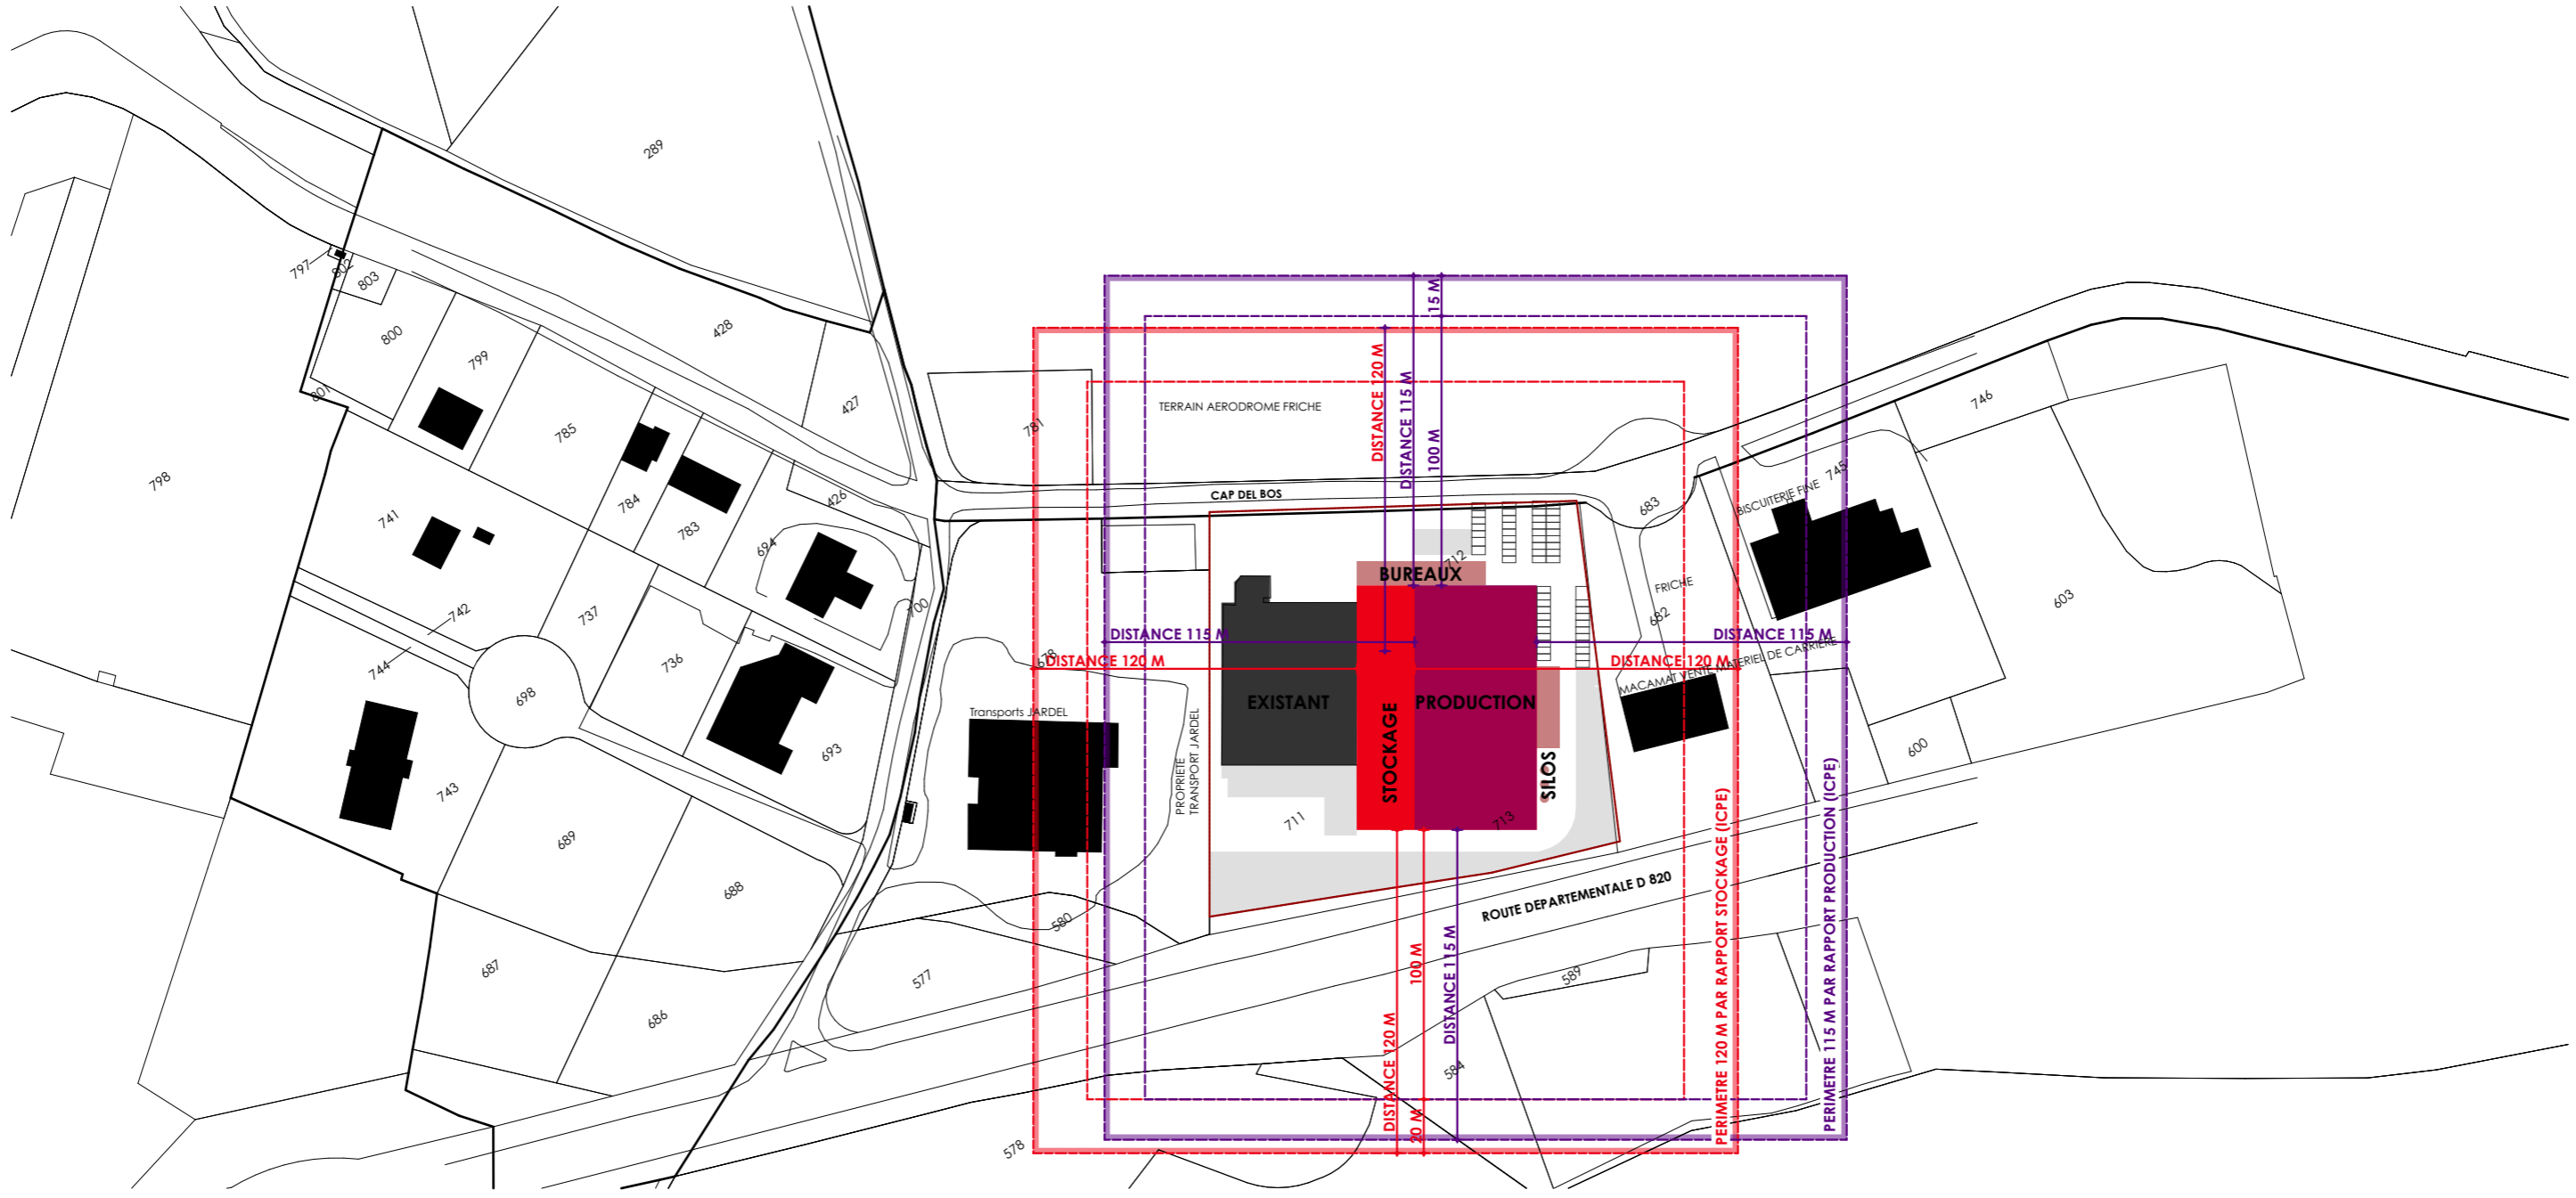 289
797
802
803
800
799
428
801
785
427
781
TERRAIN AERODROME FRICHE
DISTANCE 120 M
DISTANCE 115 M
115 M
100 M
746
798
741
784
783
426
694
CAP DEL BOS
683
BISCUITERIE FINE
745
712
BUREAUX
FRICHE
682
603
742
737
700
744
736
678
698
DISTANCE 115 M
DISTANCE 115 M
DISTANCE 120 M
DISTANCE 120 M
MACAMAT VENTE MATERIEL DE CARRIERE
EXISTANT
STOCKAGE
PRODUCTION
SILOS
Transports JARDEL
PROPRIETE
TRANSPORT JARDEL
693
743
600
711
713
689
688
580
ROUTE DEPARTEMENTALE D 820
687
577
686
589
584
578
DISTANCE 120 M
100 M
20 M
DISTANCE 115 M
PERIMETRE 120 M PAR RAPPORT STOCKAGE (ICPE)
PERIMETRE 115 M PAR RAPPORT PRODUCTION (ICPE)